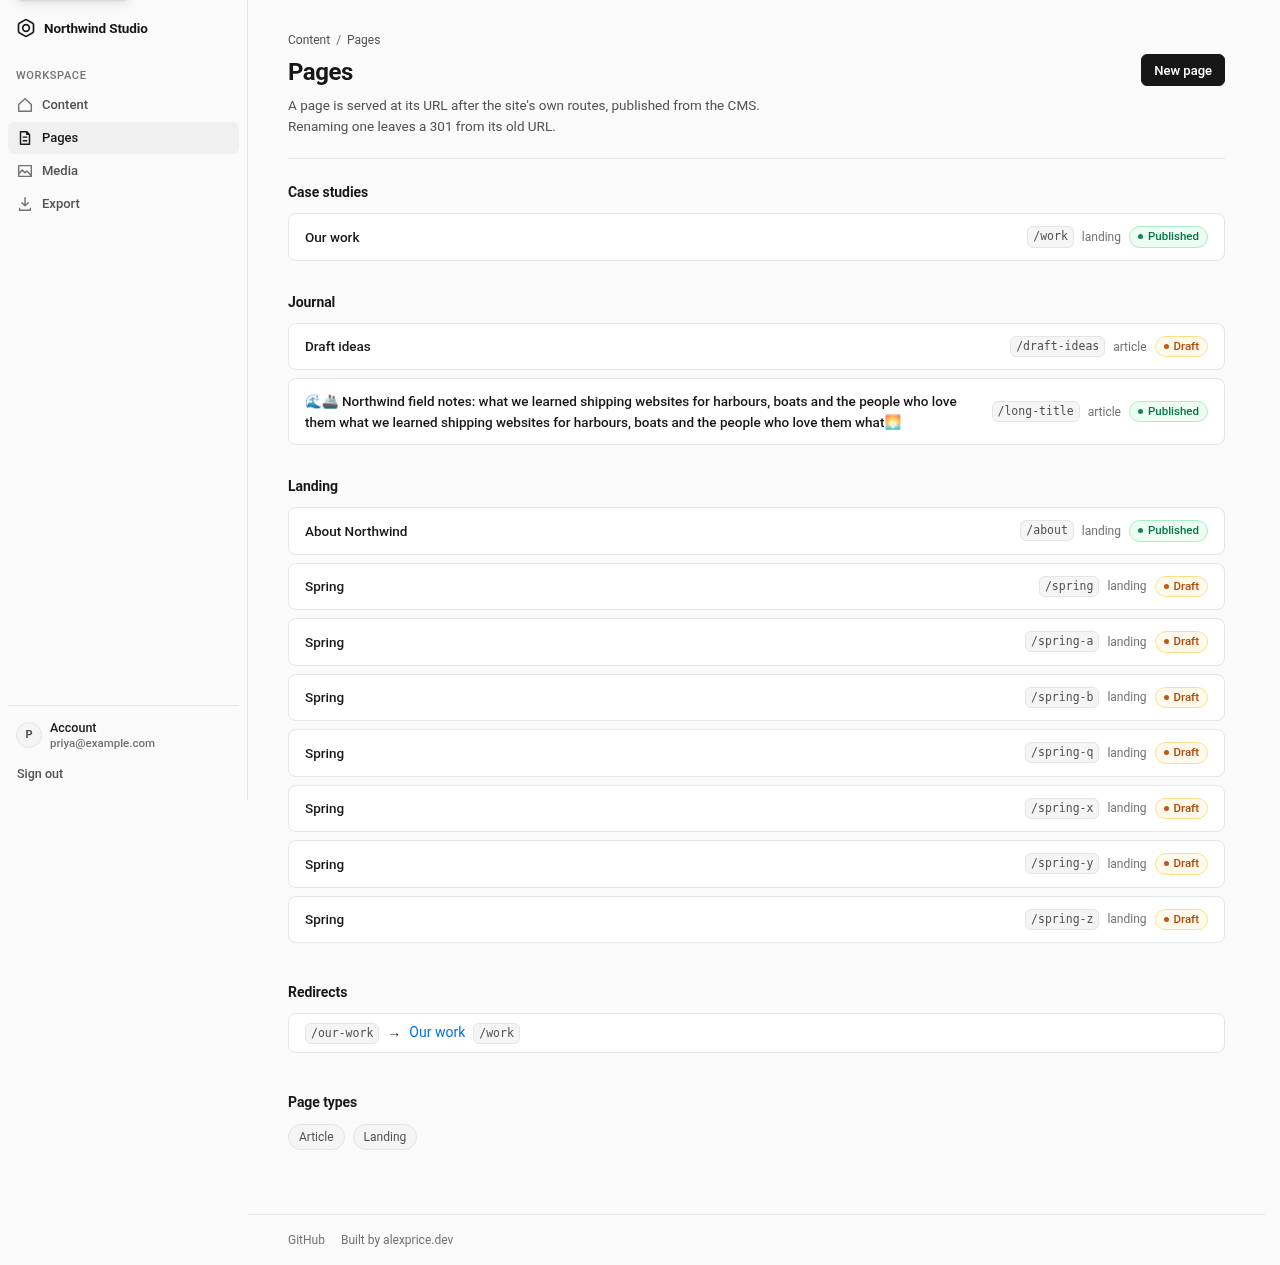 Northwind Studio
WORKSPACE
Content
Pages
Media
Export
Account
P
priya@example.com
Sign out
Content / Pages
Pages
New page
A page is served at its URL after the site's own routes, published from the CMS.
Renaming one leaves a 301 from its old URL.
Case studies
Our work /work landing Published
Journal
Draft ideas /draft-ideas article Draft
🌊🚢 Northwind field notes: what we learned shipping websites for harbours, boats and the people who love
them what we learned shipping websites for harbours, boats and the people who love them what🌅
/long-title article Published
Landing
About Northwind /about landing Published
Spring /spring landing Draft
Spring /spring-a landing Draft
Spring /spring-b landing Draft
Spring /spring-q landing Draft
Spring /spring-x landing Draft
Spring /spring-y landing Draft
Spring /spring-z landing Draft
Redirects
/our-work → Our work /work
Page types
Article Landing
GitHub Built by alexprice.dev